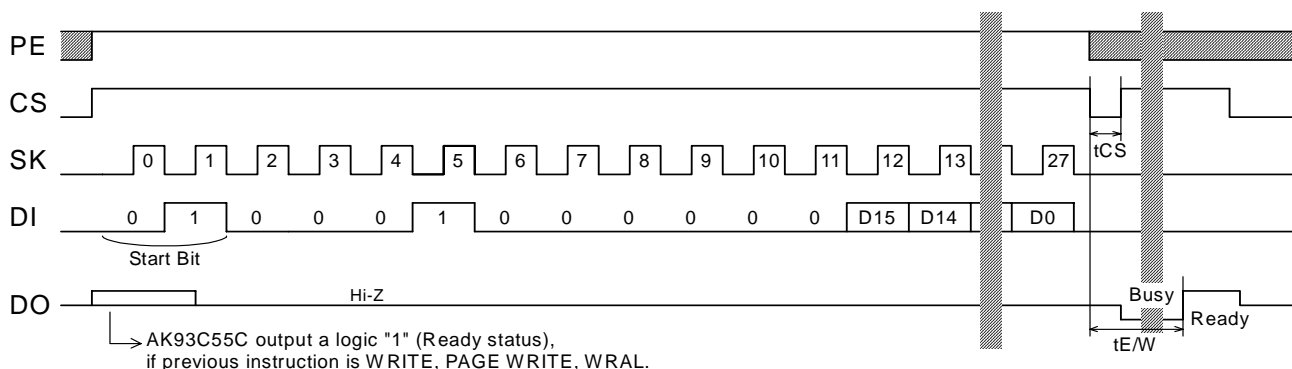 PE
CS
tCS
SK 0 1 2 3 4 5 6 7 8 9 10 11 12 13 27
DI 0 1 0 0 0 1 0 0 0 0 0 0 D15 D14 D0
Start Bit
DO Hi-Z Busy Ready
tE/W
AK93C55C output a logic "1" (Ready status),
if previous instruction is WRITE, PAGE WRITE, WRAL.